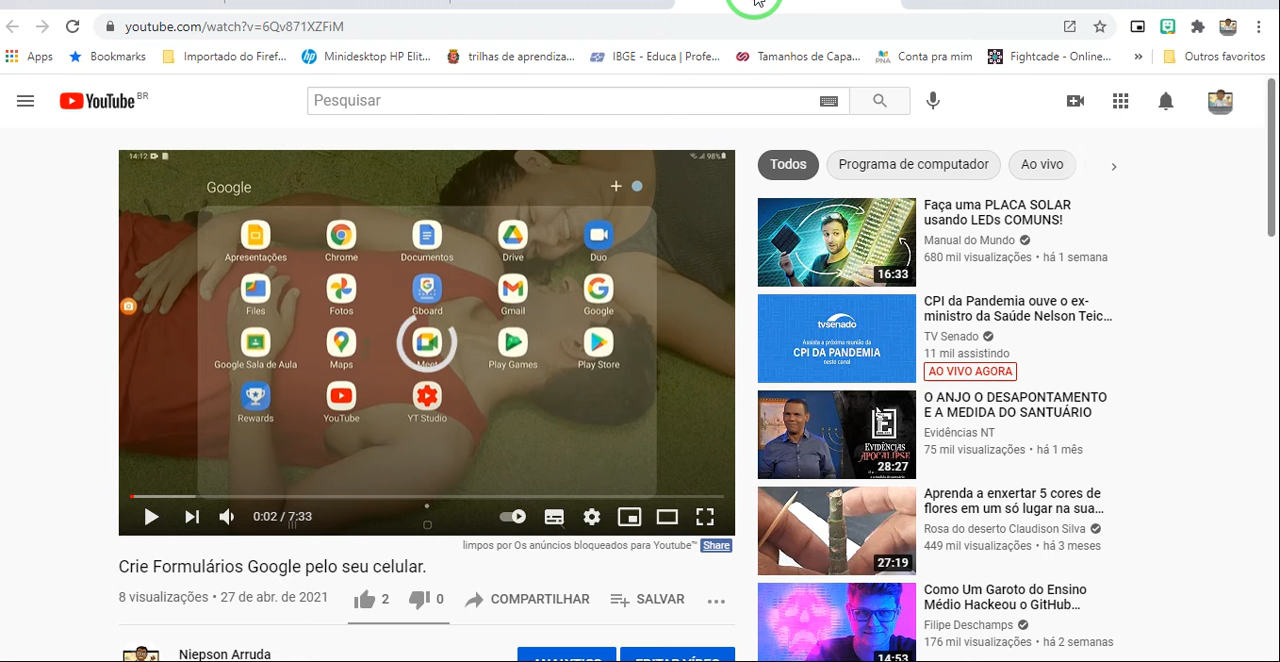 youtube.com/watch?v=6Qv871XZFiM
Apps
Bookmarks
Importado do Firef...
Minidesktop HP Elit...
trilhas de aprendiza...
IBGE - Educa | Profe...
Tamanhos de Capa...
Conta pra mim
Fightcade - Online...
»
Outros favoritos
YouTube BR
Pesquisar
14:12
98%
Google
Apresentações
Chrome
Documentos
Drive
Duo
Files
Fotos
Gboard
Gmail
Google
Google Sala de Aula
Maps
Meet
Play Games
Play Store
Rewards
YouTube
YT Studio
0:02 / 7:33
limpos por Os anúncios bloqueados para Youtube™ Share
Crie Formulários Google pelo seu celular.
8 visualizações • 27 de abr. de 2021
2
0
COMPARTILHAR
SALVAR
Niepson Arruda
ANALYTICS
EDITAR VÍDEO
Todos
Programa de computador
Ao vivo
16:33
Faça uma PLACA SOLAR
usando LEDs COMUNS!
Manual do Mundo
680 mil visualizações • há 1 semana
tvsenado
Assista a próxima reunião da
CPI DA PANDEMIA
neste canal
CPI da Pandemia ouve o ex-
ministro da Saúde Nelson Teic...
TV Senado
11 mil assistindo
AO VIVO AGORA
EVIDÊNCIAS
APOCALIPSE
28:27
O ANJO O DESAPONTAMENTO
E A MEDIDA DO SANTUÁRIO
Evidências NT
75 mil visualizações • há 1 mês
27:19
Aprenda a enxertar 5 cores de
flores em um só lugar na sua...
Rosa do deserto Claudison Silva
449 mil visualizações • há 3 meses
14:53
Como Um Garoto do Ensino
Médio Hackeou o GitHub...
Filipe Deschamps
176 mil visualizações • há 2 semanas